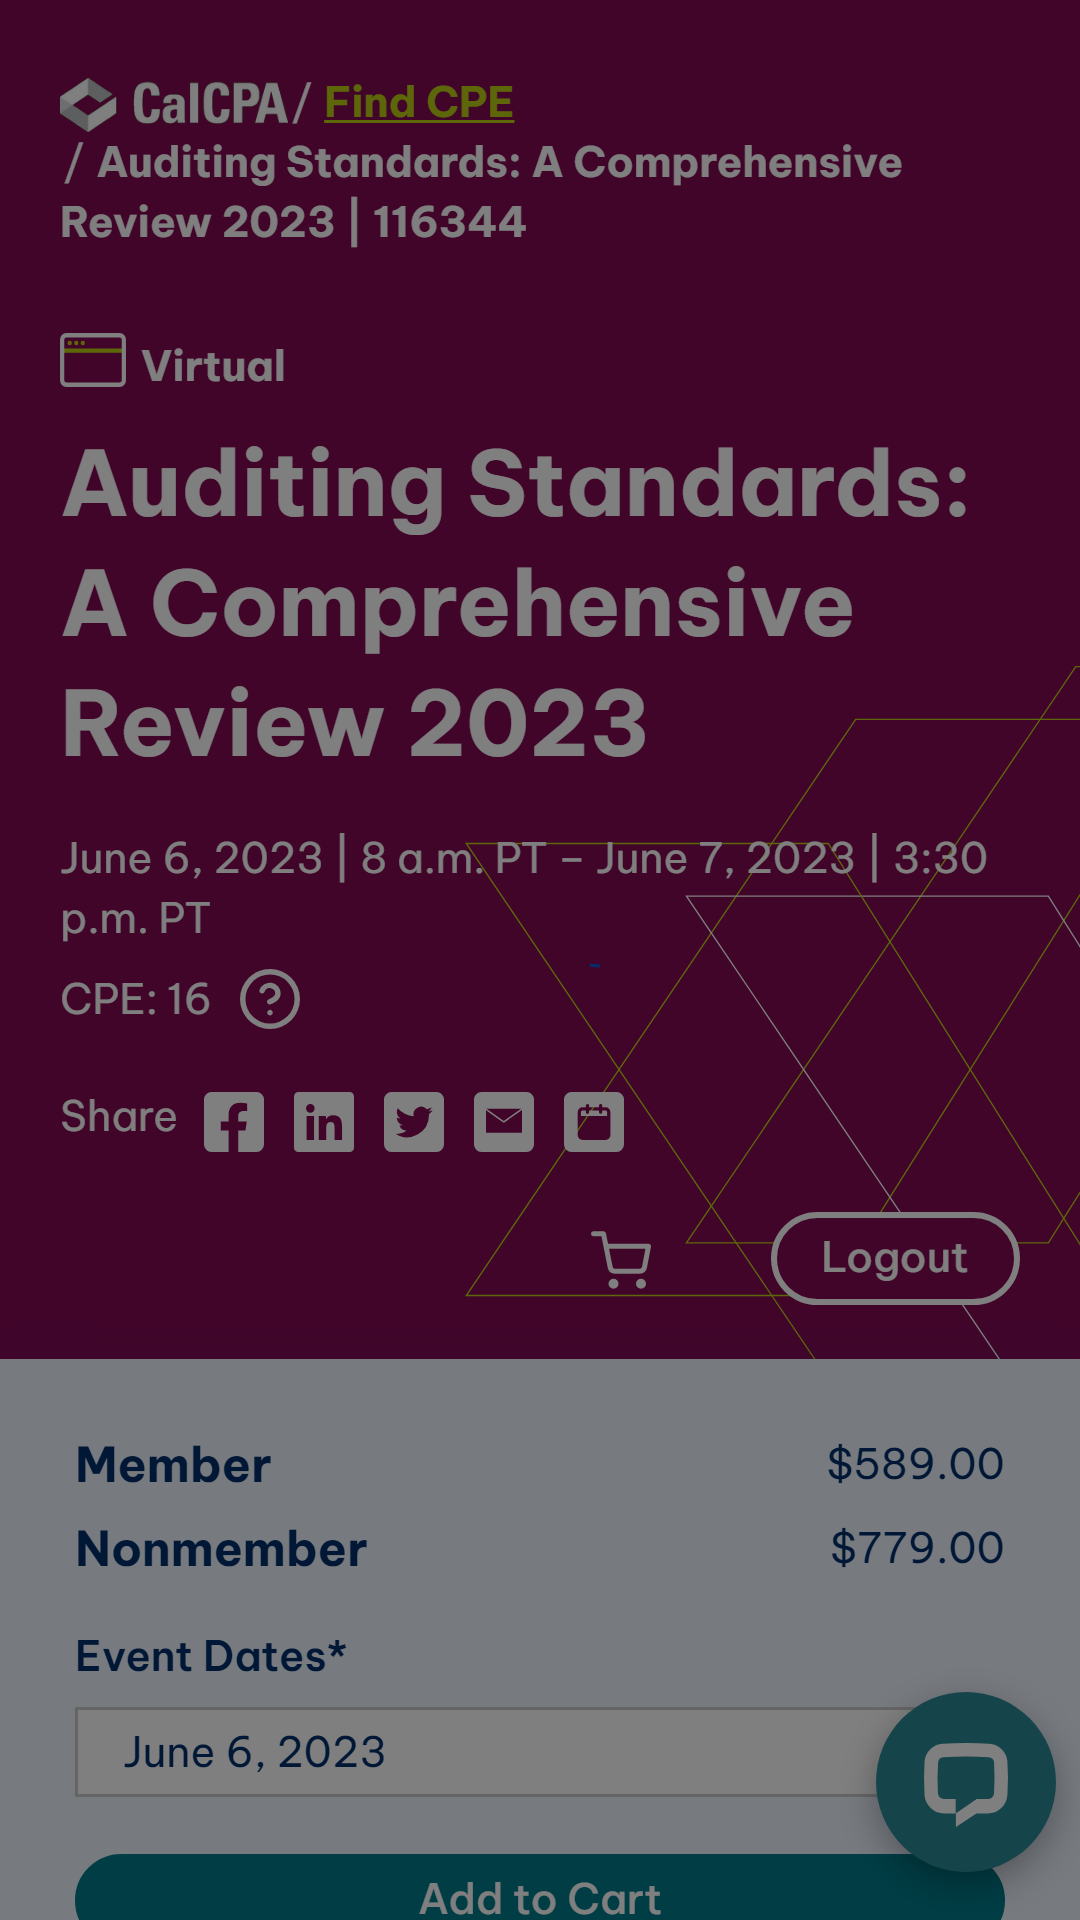 CalCPA / Find CPE
/ Auditing Standards: A Comprehensive
Review 2023 | 116344
Virtual
Auditing Standards:
A Comprehensive
Review 2023
June 6, 2023 | 8 a.m. PT – June 7, 2023 | 3:30
p.m. PT
CPE: 16 ?
Share
Logout
Member $589.00
Nonmember $779.00
Event Dates*
June 6, 2023
Add to Cart